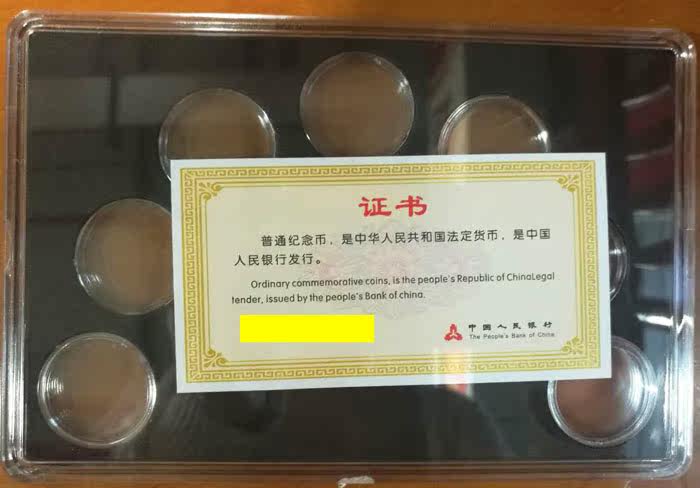 证书
普通纪念币，是中华人民共和国法定货币，是中国
人民银行发行。
Ordinary commemorative coins, is the people's Republic of ChinaLegal
tender, issued by the people's Bank of china.
中国人民银行
The People's Bank of China